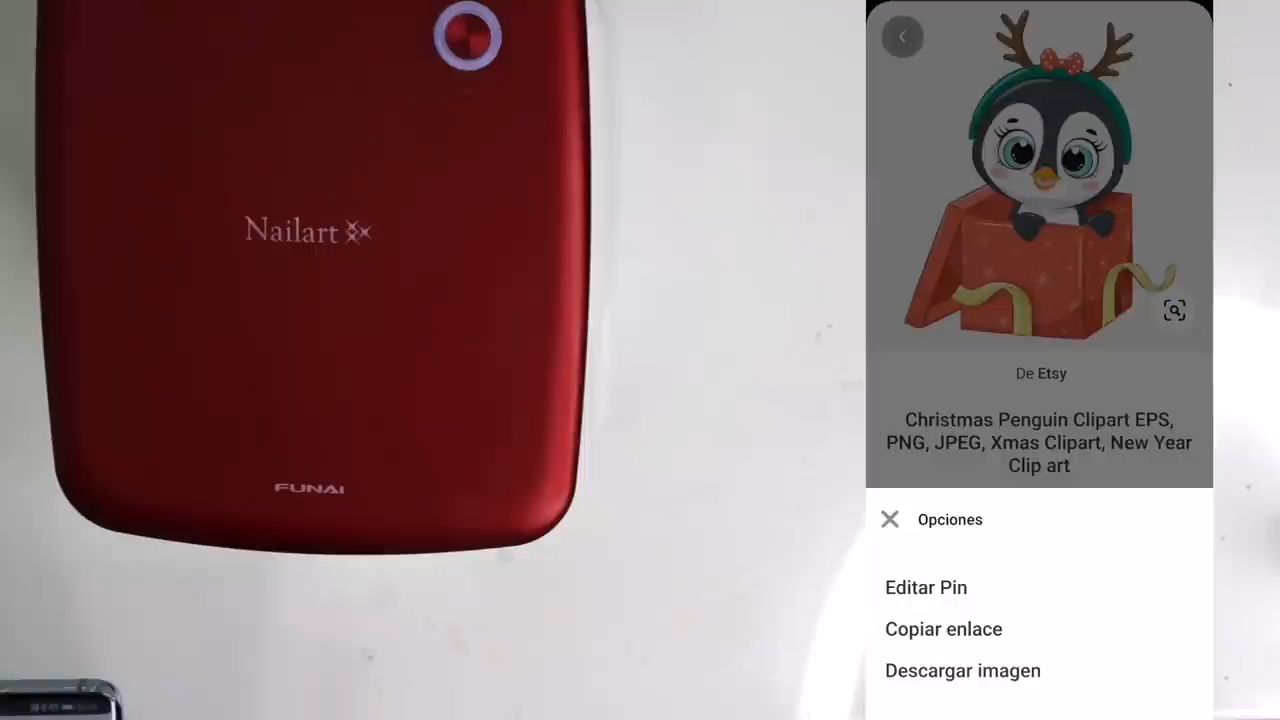 Nailart
FUNAI
De Etsy
Christmas Penguin Clipart EPS,
PNG, JPEG, Xmas Clipart, New Year
Clip art
Opciones
Editar Pin
Copiar enlace
Descargar imagen